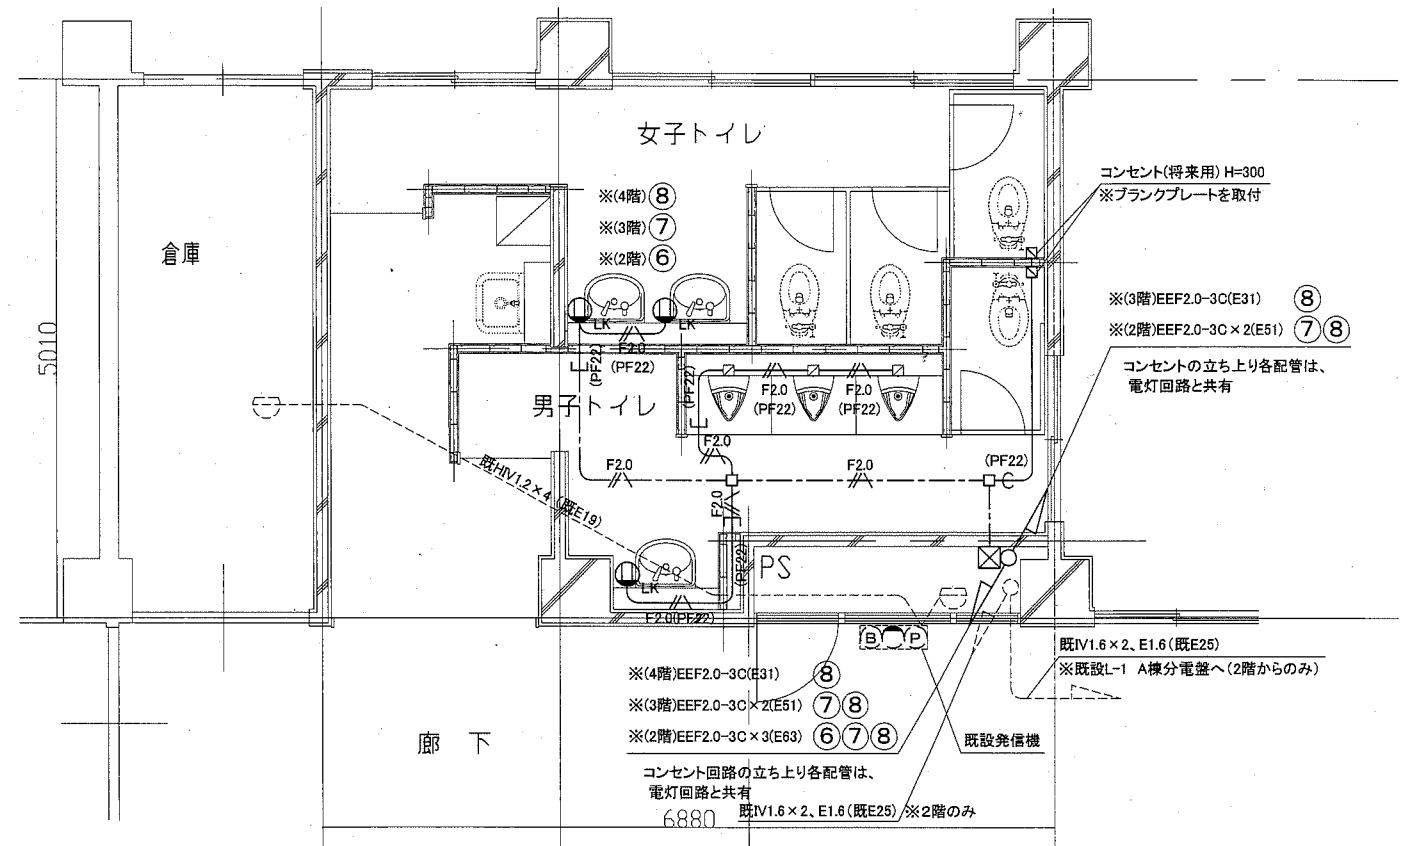 女子トイレ
コンセント(将来用) H=300
※ブランクプレートを取付
※(4階) ⑧
※(3階) ⑦
※(2階) ⑥
倉庫
LK
LK
F2.0
(PF22)
(PF22)
※(3階)EEF2.0-3C(E31) ⑧
※(2階)EEF2.0-3C×2(E51) ⑦⑧
コンセントの立ち上り各配管は、
電灯回路と共有
5010
F2.0
(PF22)
F2.0
(PF22)
(PF22)
男子トイレ
F2.0
F2.0
F2.0
(PF22)
既HIV1.2×4 (既E19)
F2.0
(PF22)
PS
LK
F2.0(PF22)
B
P
既IV1.6×2、E1.6(既E25)
※既設L-1 A棟分電盤へ(2階からのみ)
※(4階)EEF2.0-3C(E31) ⑧
※(3階)EEF2.0-3C×2(E51) ⑦⑧
※(2階)EEF2.0-3C×3(E63) ⑥⑦⑧
既設発信機
廊下
コンセント回路の立ち上り各配管は、
電灯回路と共有
既IV1.6×2、E1.6(既E25) ※2階のみ
6880